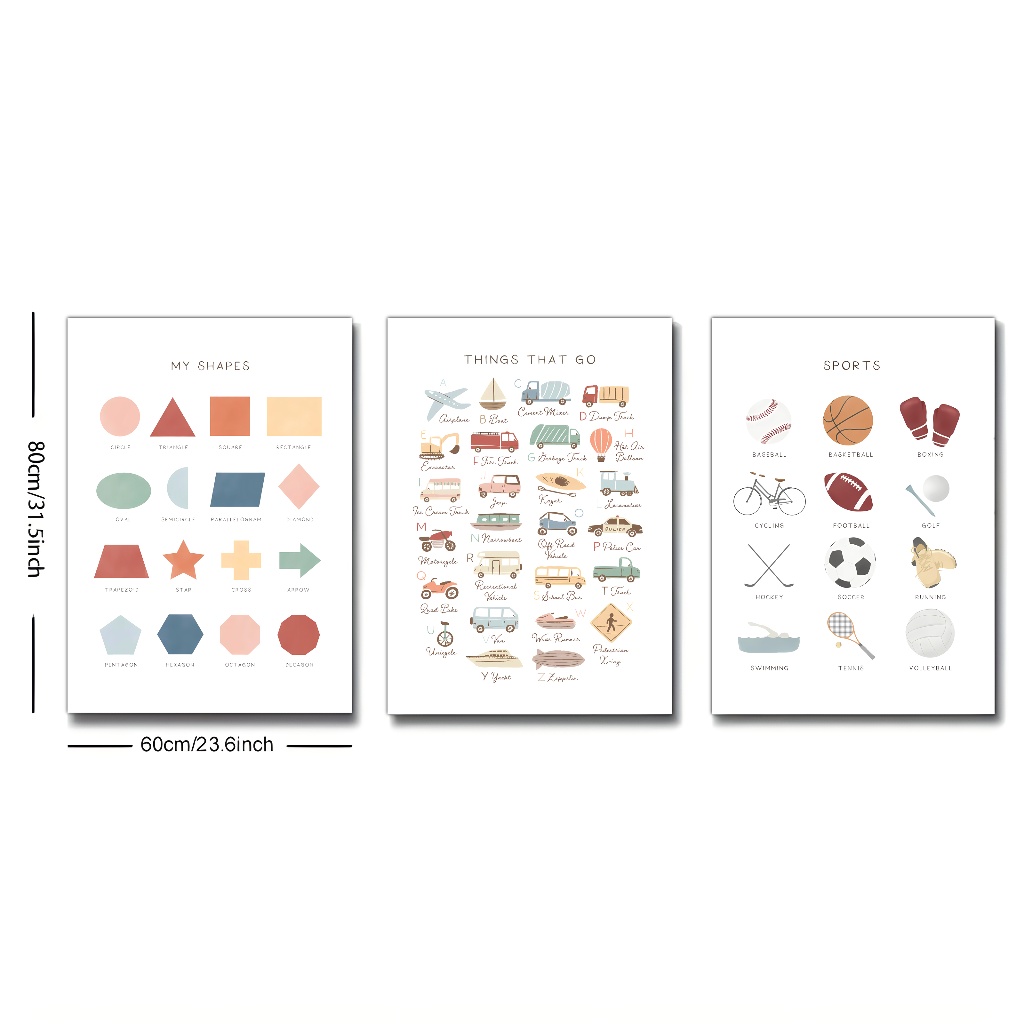 80cm/31.5inch
60cm/23.6inch
MY SHAPES
CIRCLE TRIANGLE SQUARE RECTANGLE
OVAL SEMICIRCLE PARALLELOGRAM DIAMOND
TRAPEZOID STAR CROSS ARROW
PENTAGON HEXAGON OCTAGON DECAGON
THINGS THAT GO
A Airplane
B Boat
C Cement Mixer
D Dump Truck
E Excavator
F Fire Truck
G Garbage Truck
H Hot Air
Balloon
I Ice Cream Truck
J Jeep
K Kayak
Locomotive
M Motorcycle
N Narrowboat
O Off Road
Vehicle
P Police Car
Q Quad Bike
R Recreational
Vehicle
S School Bus
T Truck
U Unicycle
Van
W Wave Runner
X Pedestrian
Xing
Y Yacht
Z Zeppelin
SPORTS
BASEBALL BASKETBALL BOXING
CYCLING FOOTBALL GOLF
HOCKEY SOCCER RUNNING
SWIMMING TENNIS VOLLEYBALL